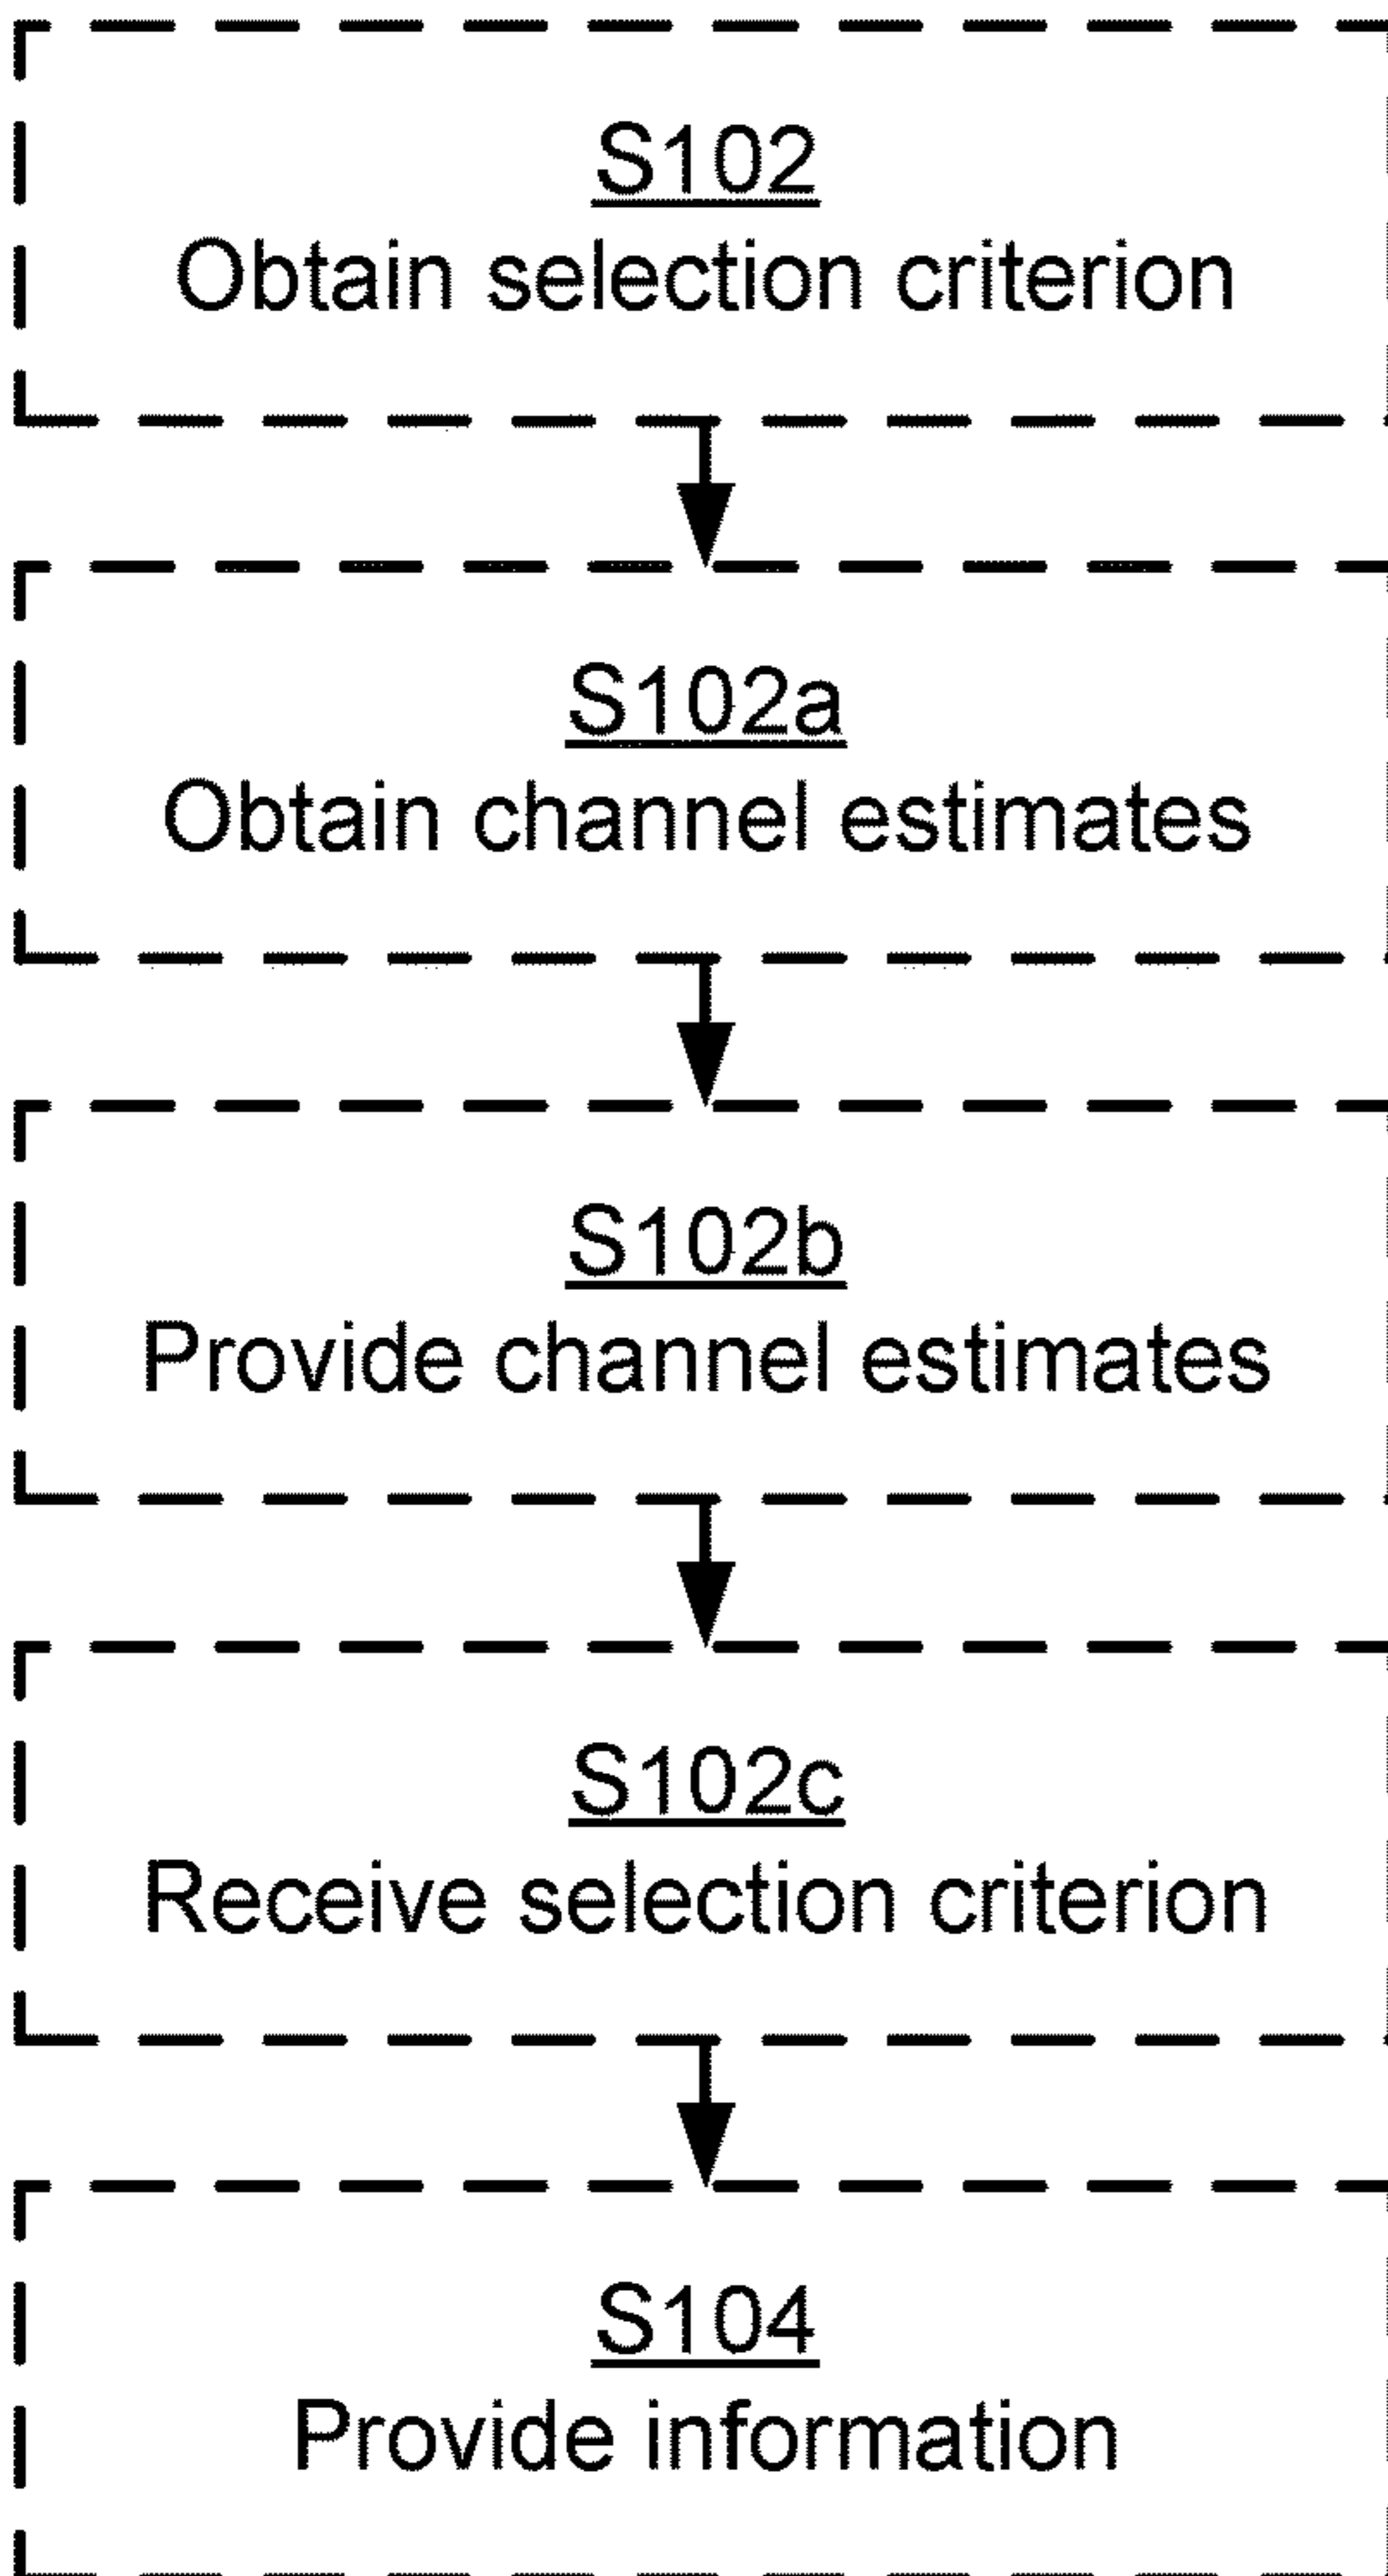 S102
Obtain selection criterion
S102a
Obtain channel estimates
S102b
Provide channel estimates
S102c
Receive selection criterion
S104
Provide information